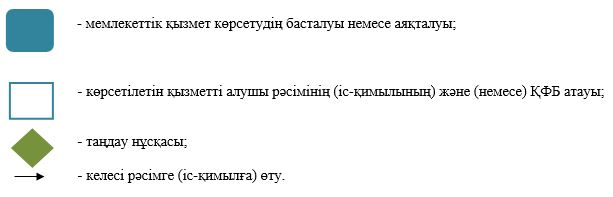 - мемлекеттік қызмет көрсетудің басталуы немесе аяқталуы;
- көрсетілетін қызметті алушы рәсімінің (іс-қимылының) және (немесе) ҚФБ атауы;
- таңдау нұсқасы;
- келесі рәсімге (іс-қимылға) өту.